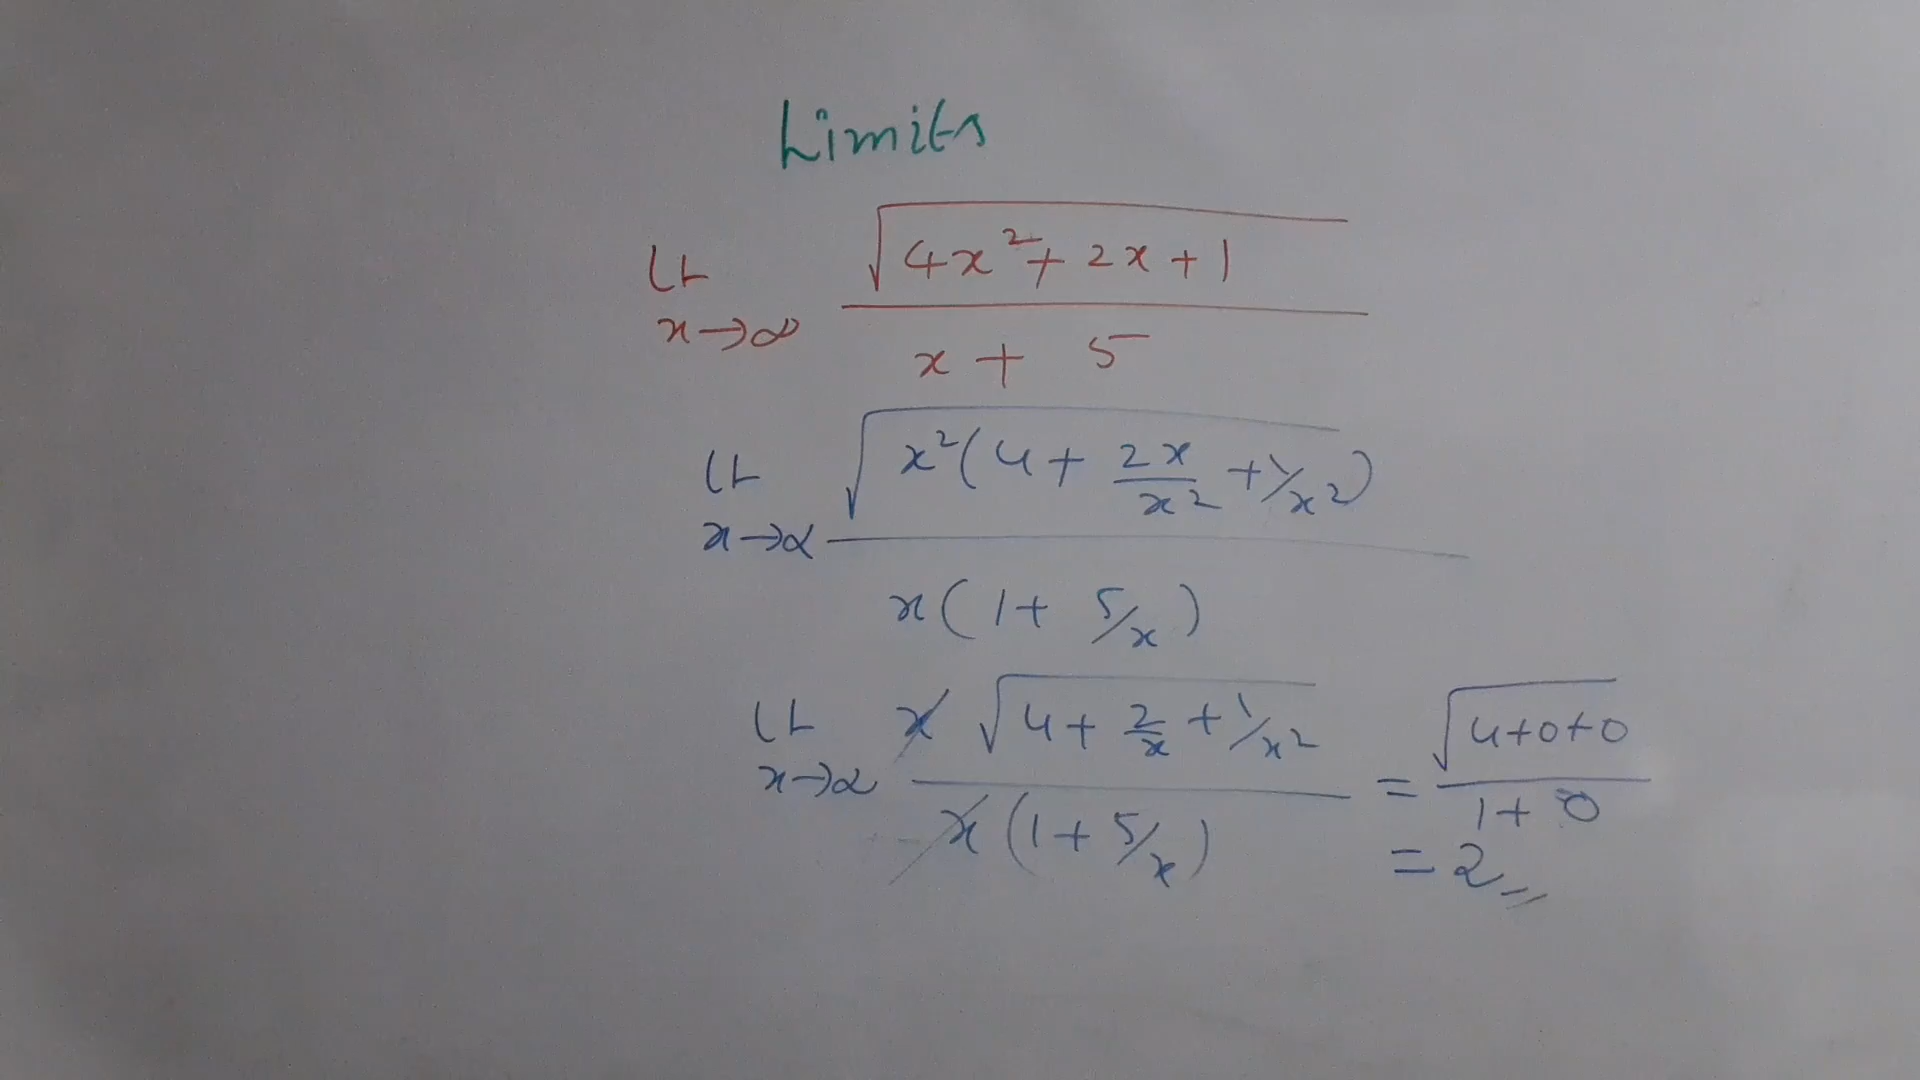 Limits
Lt x→∞ √(4x²+2x+1) / x+5
Lt x→∝ √(x²(4+2x/x²+1/x²)) / x(1+5/x)
Lt x→∝ x√(4+2/x+1/x²) / x(1+5/x) = √(4+0+0) / 1+0
= 2